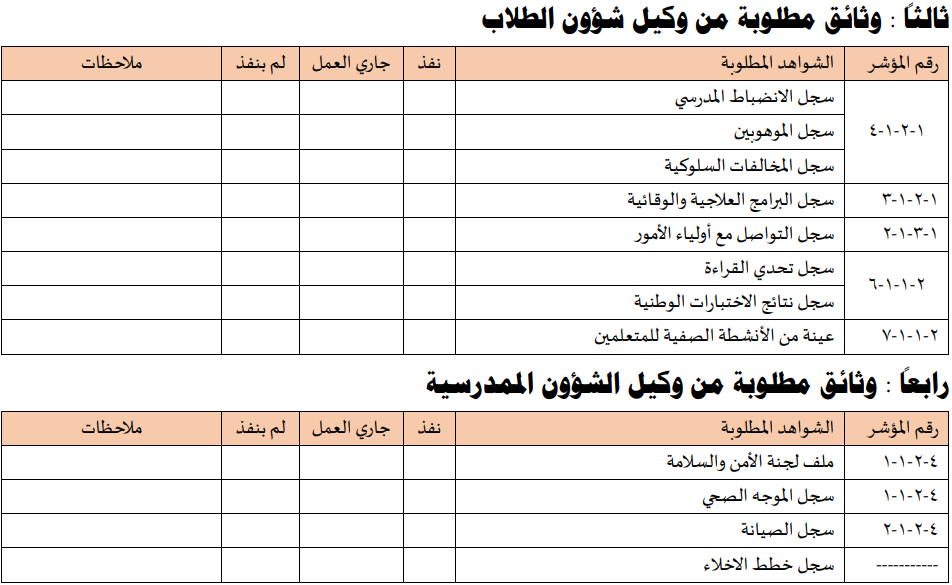 ثالثًا : وثائق مطلوبة من وكيل شؤون الطلاب
رقم المؤشر الشواهد المطلوبة نفذ جاري العمل لم بنفذ ملاحظات
١-٢-١-٤ سجل الانضباط المدرسي
سجل الموهوبين
سجل المخالفات السلوكية
١-٢-١-٣ سجل البرامج العلاجية والوقائية
١-٣-١-٢ سجل التواصل مع أولياء الأمور
٢-١-١-٦ سجل تحدي القراءة
سجل نتائج الاختبارات الوطنية
٢-١-١-٧ عينة من الأنشطة الصفية للمتعلمين
رابعاً : وثائق مطلوبة من وكيل الشؤون الممدرسية
رقم المؤشر الشواهد المطلوبة نفذ جاري العمل لم بنفذ ملاحظات
٤-٢-١-١ ملف لجنة الأمن والسلامة
٤-٢-١-١ سجل الموجه الصحي
٤-٢-١-٢ سجل الصيانة
----------- سجل خطط الاخلاء